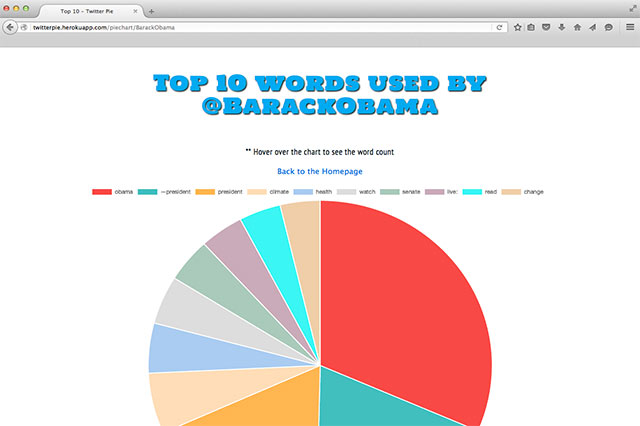 Top 10 - Twitter Pie
twitterpie.herokuapp.com/piechart/BarackObama
Top 10 words used by
@BarackObama
** Hover over the chart to see the word count
Back to the Homepage
obama —president president climate health watch senate live: read change